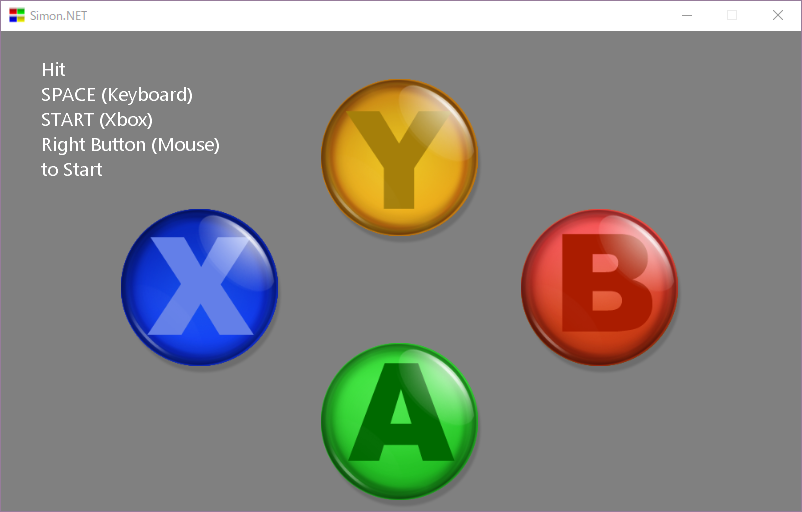 Simon.NET
Hit
SPACE (Keyboard)
START (Xbox)
Right Button (Mouse)
to Start
Y
X
B
A